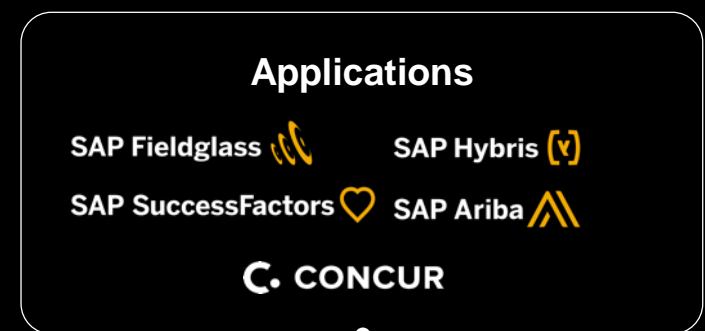 Applications
SAP Fieldglass SAP Hybris
SAP SuccessFactors SAP Ariba
C. CONCUR